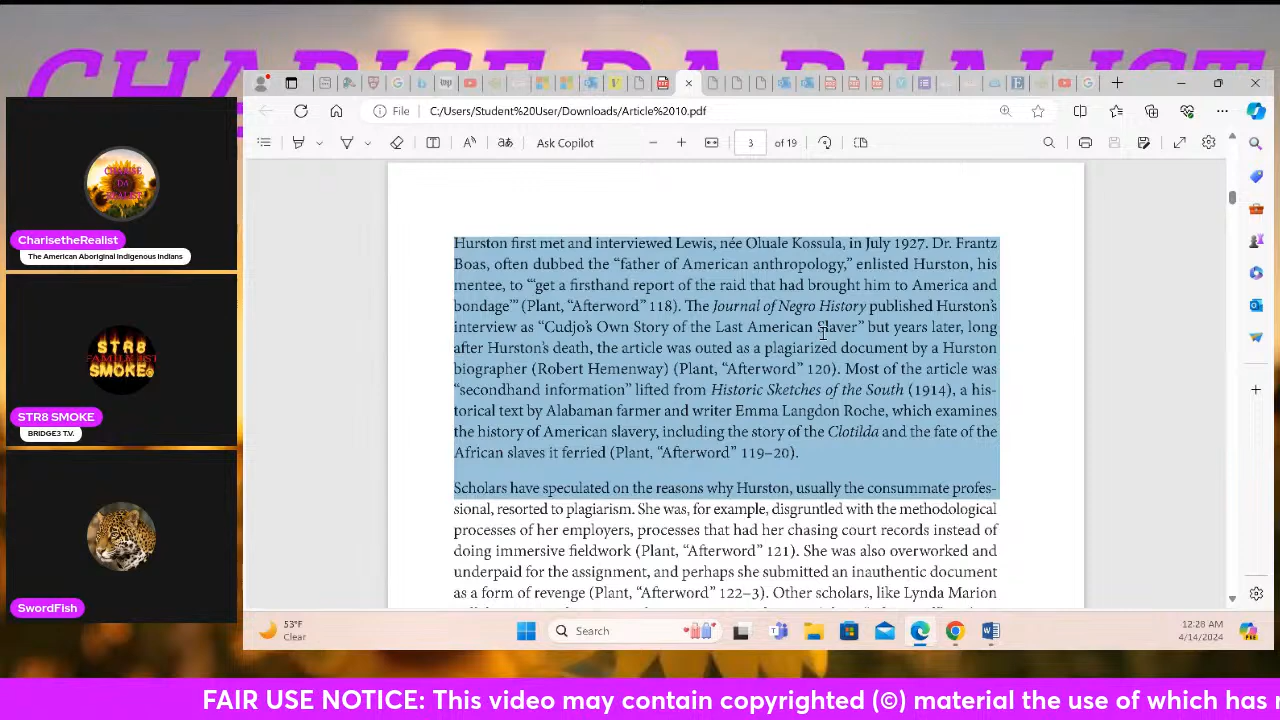 CHARISE DA REALIST
CHARISE
DA
REALIST
CharisetheRealist
The American Aboriginal Indigenous Indians
STR8
FAMILY 1ST
SMOKE
STR8 SMOKE
BRIDGE3 T.V.
SwordFish
File
C:/Users/Student%20User/Downloads/Article%2010.pdf
Ask Copilot
3
of 19
Hurston first met and interviewed Lewis, née Oluale Kossula, in July 1927. Dr. Frantz
Boas, often dubbed the “father of American anthropology,” enlisted Hurston, his
mentee, to “‘get a firsthand report of the raid that had brought him to America and
bondage’” (Plant, “Afterword” 118). The Journal of Negro History published Hurston’s
interview as “Cudjo’s Own Story of the Last American Slaver” but years later, long
after Hurston’s death, the article was outed as a plagiarized document by a Hurston
biographer (Robert Hemenway) (Plant, “Afterword” 120). Most of the article was
“secondhand information” lifted from Historic Sketches of the South (1914), a his-
torical text by Alabaman farmer and writer Emma Langdon Roche, which examines
the history of American slavery, including the story of the Clotilda and the fate of the
African slaves it ferried (Plant, “Afterword” 119–20).
Scholars have speculated on the reasons why Hurston, usually the consummate profes-
sional, resorted to plagiarism. She was, for example, disgruntled with the methodological
processes of her employers, processes that had her chasing court records instead of
doing immersive fieldwork (Plant, “Afterword” 121). She was also overworked and
underpaid for the assignment, and perhaps she submitted an inauthentic document
as a form of revenge (Plant, “Afterword” 122–3). Other scholars, like Lynda Marion
53°F
Clear
Search
12:28 AM
4/14/2024
FAIR USE NOTICE: This video may contain copyrighted (©) material the use of which has